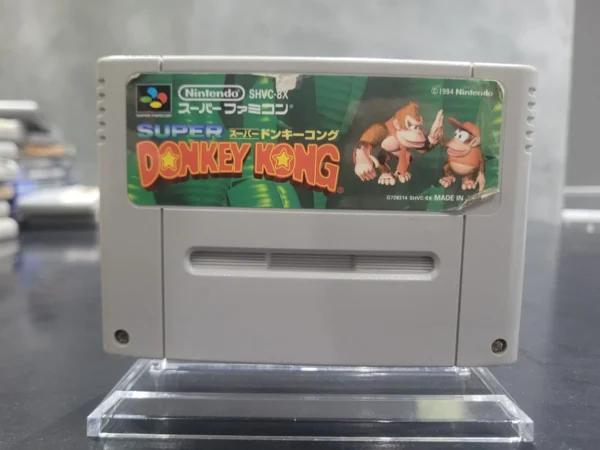 Nintendo SHVC-8X
© 1994 Nintendo
スーパーファミコン
SUPER スーパードンキーコング
DONKEY KONG
SHVC-8X MADE IN